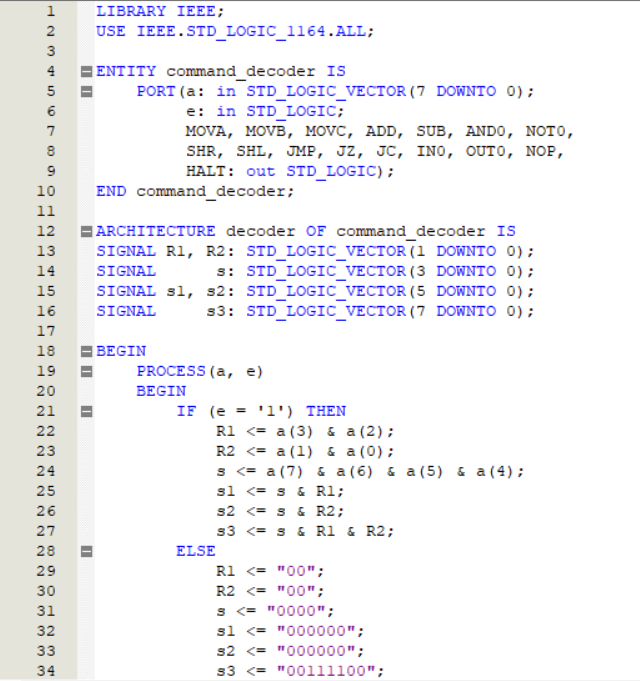 1 LIBRARY IEEE;
2 USE IEEE.STD_LOGIC_1164.ALL;
3
4 ENTITY command_decoder IS
5 PORT(a: in STD_LOGIC_VECTOR(7 DOWNTO 0);
6 e: in STD_LOGIC;
7 MOVA, MOVB, MOVC, ADD, SUB, AND0, NOT0,
8 SHR, SHL, JMP, JZ, JC, IN0, OUT0, NOP,
9 HALT: out STD_LOGIC);
10 END command_decoder;
11
12 ARCHITECTURE decoder OF command_decoder IS
13 SIGNAL R1, R2: STD_LOGIC_VECTOR(1 DOWNTO 0);
14 SIGNAL s: STD_LOGIC_VECTOR(3 DOWNTO 0);
15 SIGNAL s1, s2: STD_LOGIC_VECTOR(5 DOWNTO 0);
16 SIGNAL s3: STD_LOGIC_VECTOR(7 DOWNTO 0);
17
18 BEGIN
19 PROCESS(a, e)
20 BEGIN
21 IF (e = '1') THEN
22 R1 <= a(3) & a(2);
23 R2 <= a(1) & a(0);
24 s <= a(7) & a(6) & a(5) & a(4);
25 s1 <= s & R1;
26 s2 <= s & R2;
27 s3 <= s & R1 & R2;
28 ELSE
29 R1 <= "00";
30 R2 <= "00";
31 s <= "0000";
32 s1 <= "000000";
33 s2 <= "000000";
34 s3 <= "00111100";